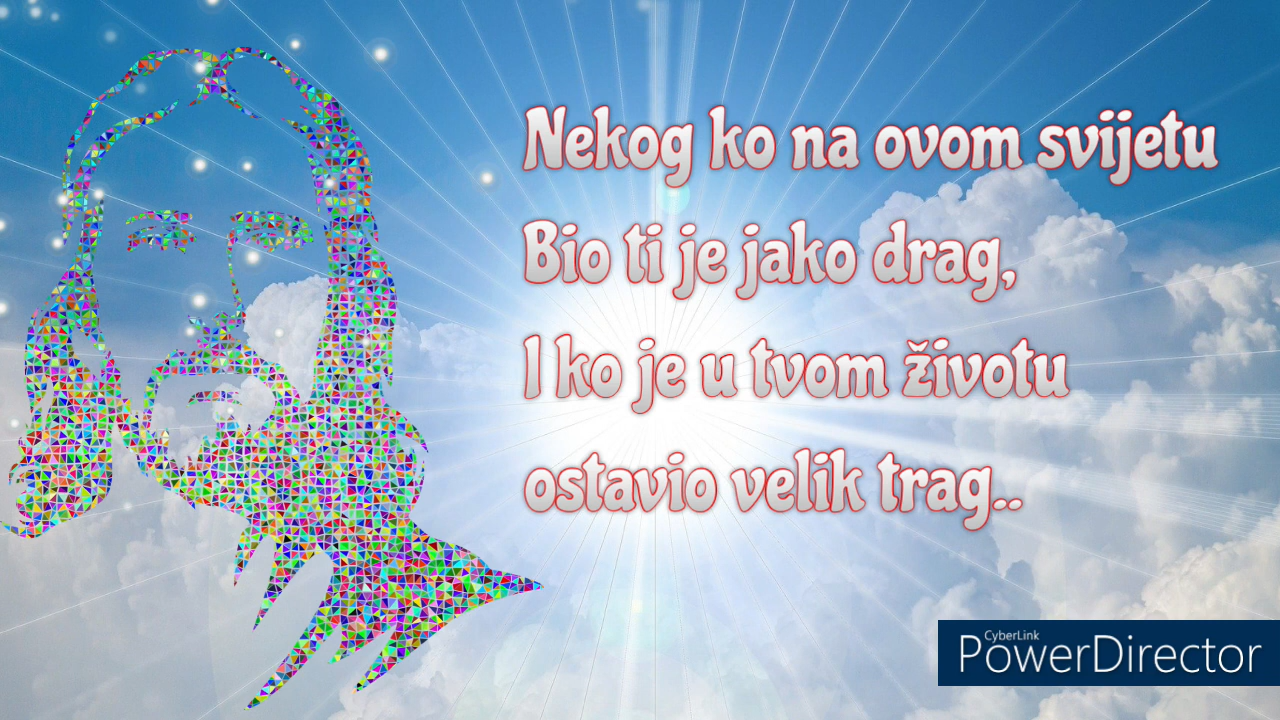 Nekog ko na ovom svijetu
Bio ti je jako drag,
I ko je u tvom životu
ostavio velik trag..
CyberLink
PowerDirector